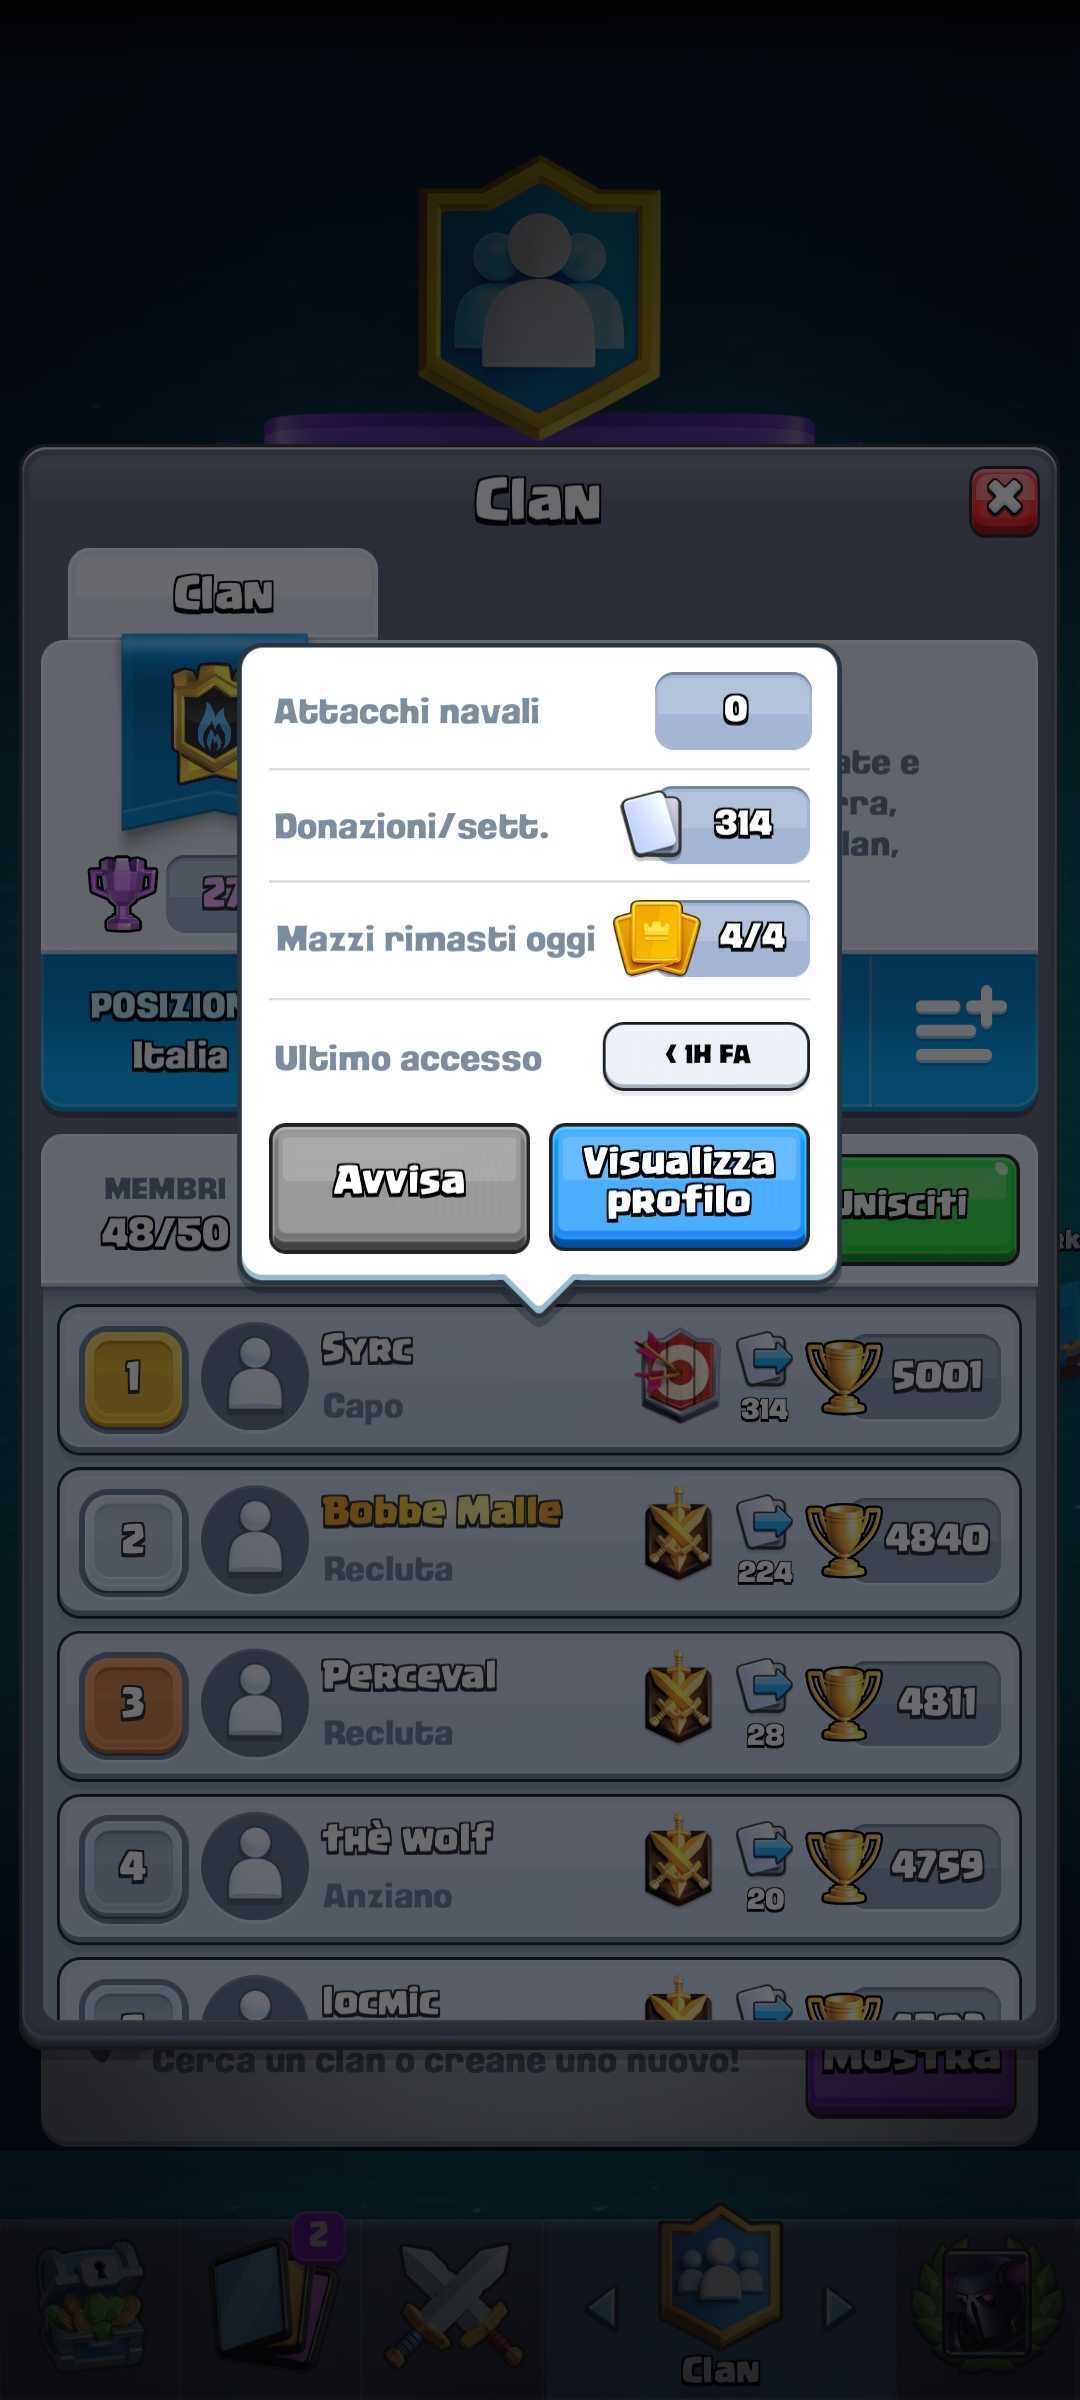 Clan
Clan
Attacchi navali 0
ate e
Donazioni/sett. 314
rra,
lan,
27
Mazzi rimasti oggi 4/4
POSIZION
Italia
Ultimo accesso < 1H FA
Avvisa
Visualizza
profilo
MEMBRI
48/50
Unisciti
1 Syrc 5001
Capo 314
2 Bobbe Malle 4840
Recluta 224
3 Perceval 4811
Recluta 28
4 thè wolf 4759
Anziano 20
locmic
Cerca un clan o creane uno nuovo! MOSTRA
2
Clan